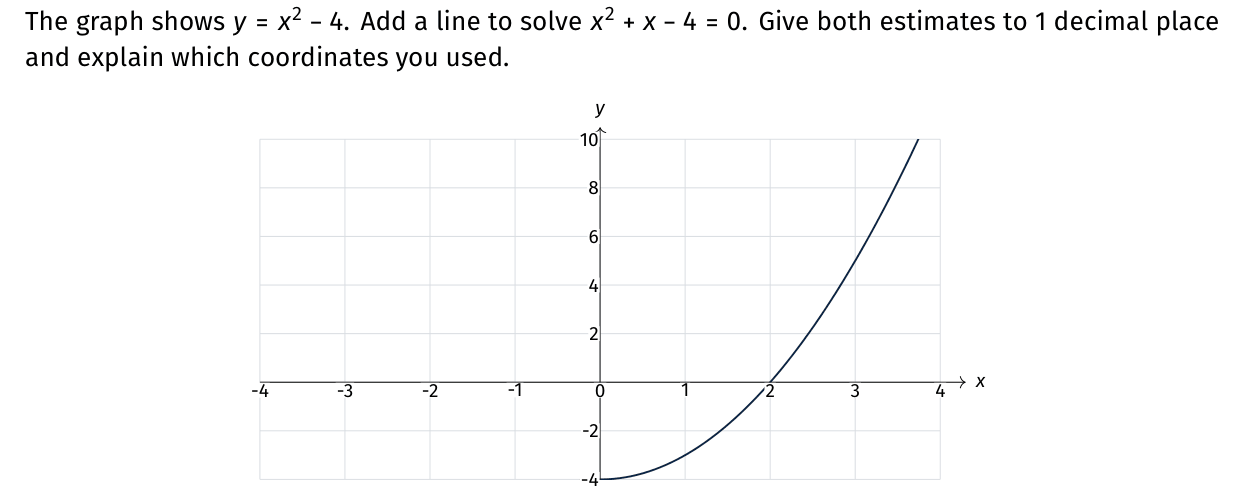 The graph shows y = x² − 4. Add a line to solve x² + x − 4 = 0. Give both estimates to 1 decimal place
and explain which coordinates you used.
y
10
8
6
4
2
-4 -3 -2 -1 0 1 2 3 4 x
-2
-4